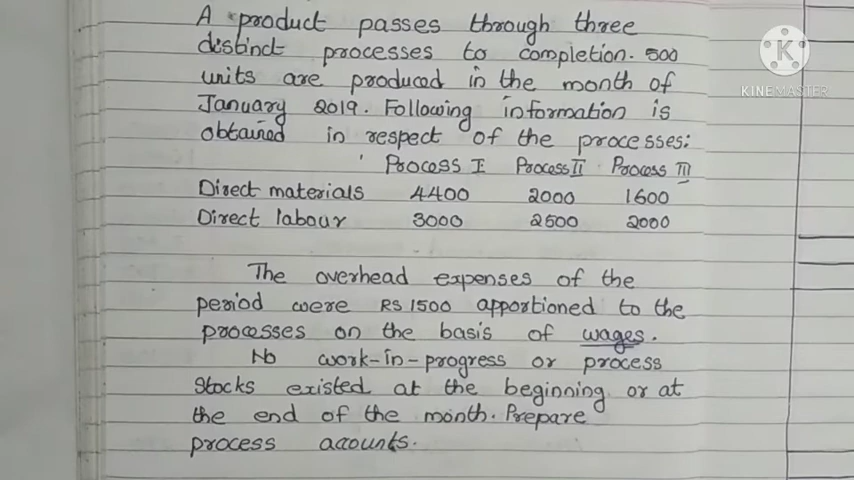 A product passes through three
distinct processes to completion. 500
units are produced in the month of
January 2019. Following information is
obtained in respect of the processes:
Process I Process II Process III
Direct materials 4400 2000 1600
Direct labour 3000 2500 2000
The overhead expenses of the
period were RS 1500 apportioned to the
processes on the basis of wages.
No work-in-progress or process
stocks existed at the beginning or at
the end of the month. Prepare
process accounts.
K
KINEMASTER